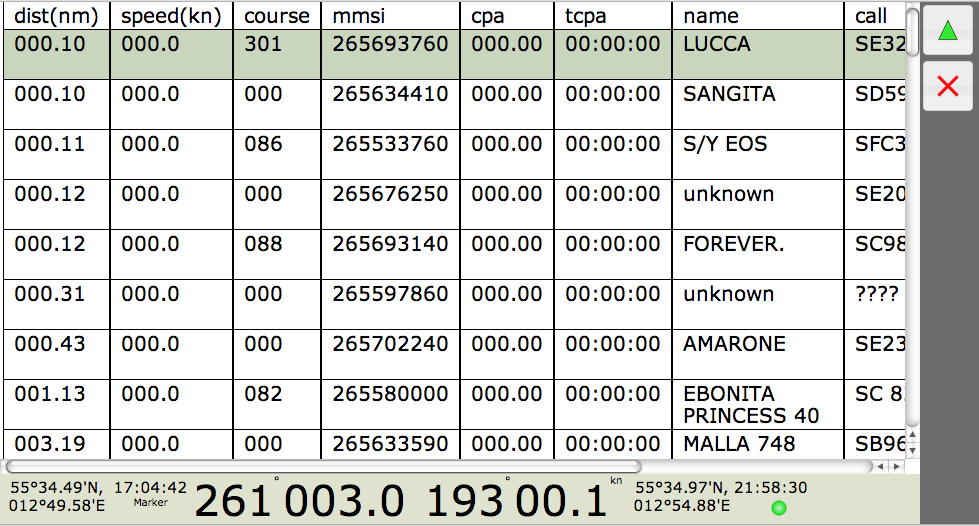 dist(nm) speed(kn) course mmsi cpa tcpa name call
000.10 000.0 301 265693760 000.00 00:00:00 LUCCA SE32
000.10 000.0 000 265634410 000.00 00:00:00 SANGITA SD59
000.11 000.0 086 265533760 000.00 00:00:00 S/Y EOS SFC3
000.12 000.0 000 265676250 000.00 00:00:00 unknown SE20
000.12 000.0 088 265693140 000.00 00:00:00 FOREVER. SC98
000.31 000.0 000 265597860 000.00 00:00:00 unknown ????
000.43 000.0 000 265702240 000.00 00:00:00 AMARONE SE23
001.13 000.0 082 265580000 000.00 00:00:00 EBONITA SC 8
PRINCESS 40
003.19 000.0 000 265633590 000.00 00:00:00 MALLA 748 SB96
55°34.49'N, 17:04:42 261° 003.0 193° 00.1 kn 55°34.97'N, 21:58:30
012°49.58'E Marker 012°54.88'E